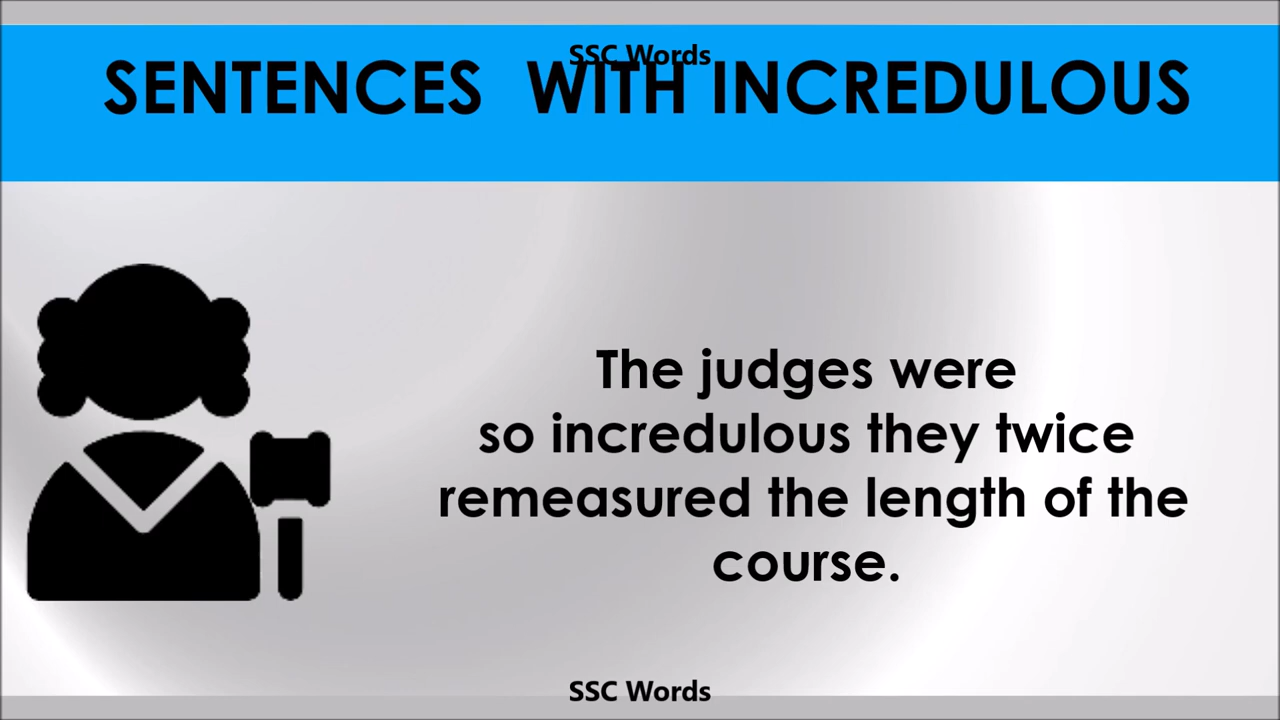 SSC Words
SENTENCES WITH INCREDULOUS
The judges were
so incredulous they twice
remeasured the length of the
course.
SSC Words